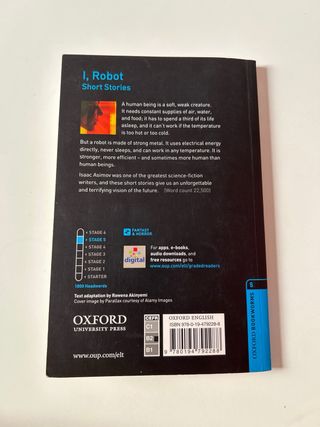 I, Robot
Short Stories
A human being is a soft, weak creature.
It needs constant supplies of air, water,
and food; it has to spend a third of its life
asleep, and it can't work if the temperature
is too hot or too cold.
But a robot is made of strong metal. It uses electrical energy
directly, never sleeps, and can work in any temperature. It is
stronger, more efficient – and sometimes more human than
human beings.
Isaac Asimov was one of the greatest science-fiction
writers, and these short stories give us an unforgettable
and terrifying vision of the future. (Word count 22,500)
STAGE 6
STAGE 5
STAGE 4
STAGE 3
STAGE 2
STAGE 1
STARTER
1800 Headwords
FANTASY
& HORROR
digital
For apps, e-books,
audio downloads, and
free resources go to
www.oup.com/elt/gradedreaders
Text adaptation by Rowena Akinyemi
Cover image by Parallax courtesy of Alamy Images
OXFORD
UNIVERSITY PRESS
www.oup.com/elt
CEFR
C1
B2
B1
OXFORD ENGLISH
ISBN 978-0-19-479228-8
9 780194 792288
OXFORD BOOKWORMS
5